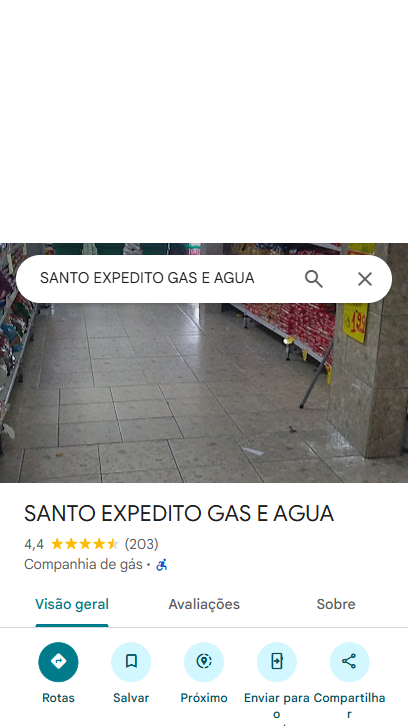 SANTO EXPEDITO GAS E AGUA
SANTO EXPEDITO GAS E AGUA
4,4 (203)
Companhia de gás ·
Visão geral Avaliações Sobre
Rotas Salvar Próximo Enviar para o Compartilhar